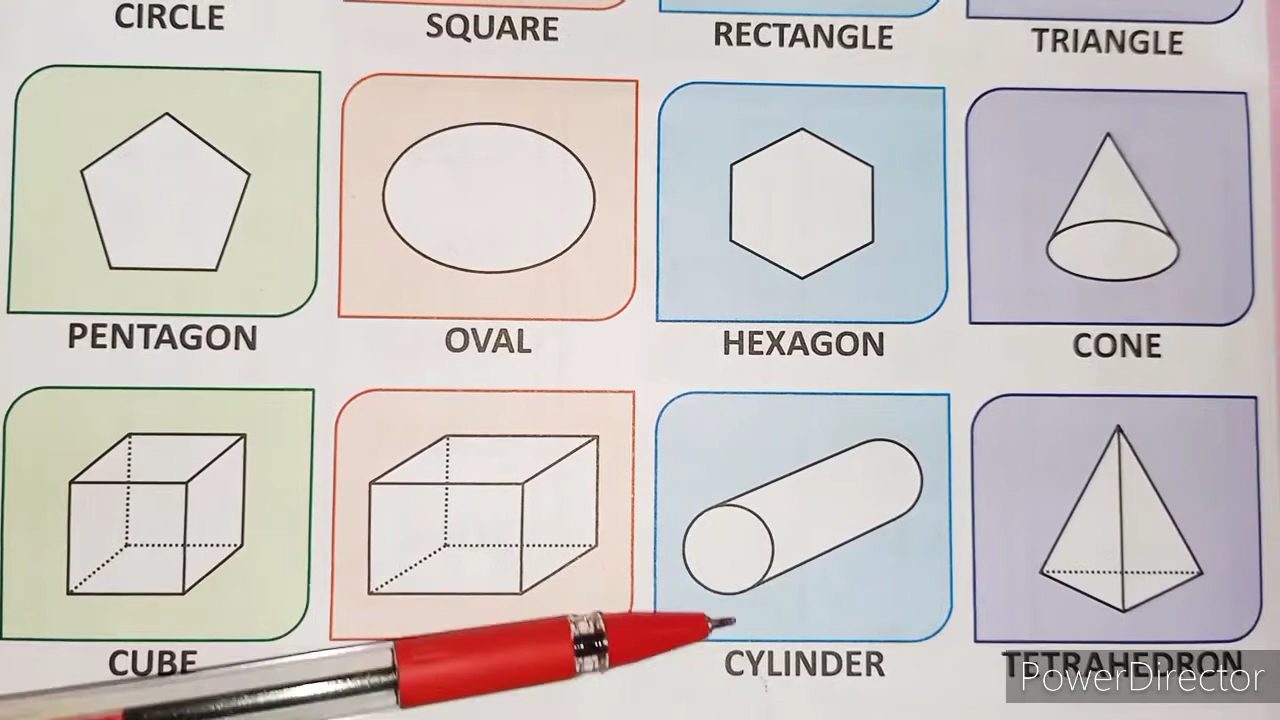 CIRCLE SQUARE RECTANGLE TRIANGLE
PENTAGON OVAL HEXAGON CONE
CUBE CYLINDER TETRAHEDRON
PowerDirector